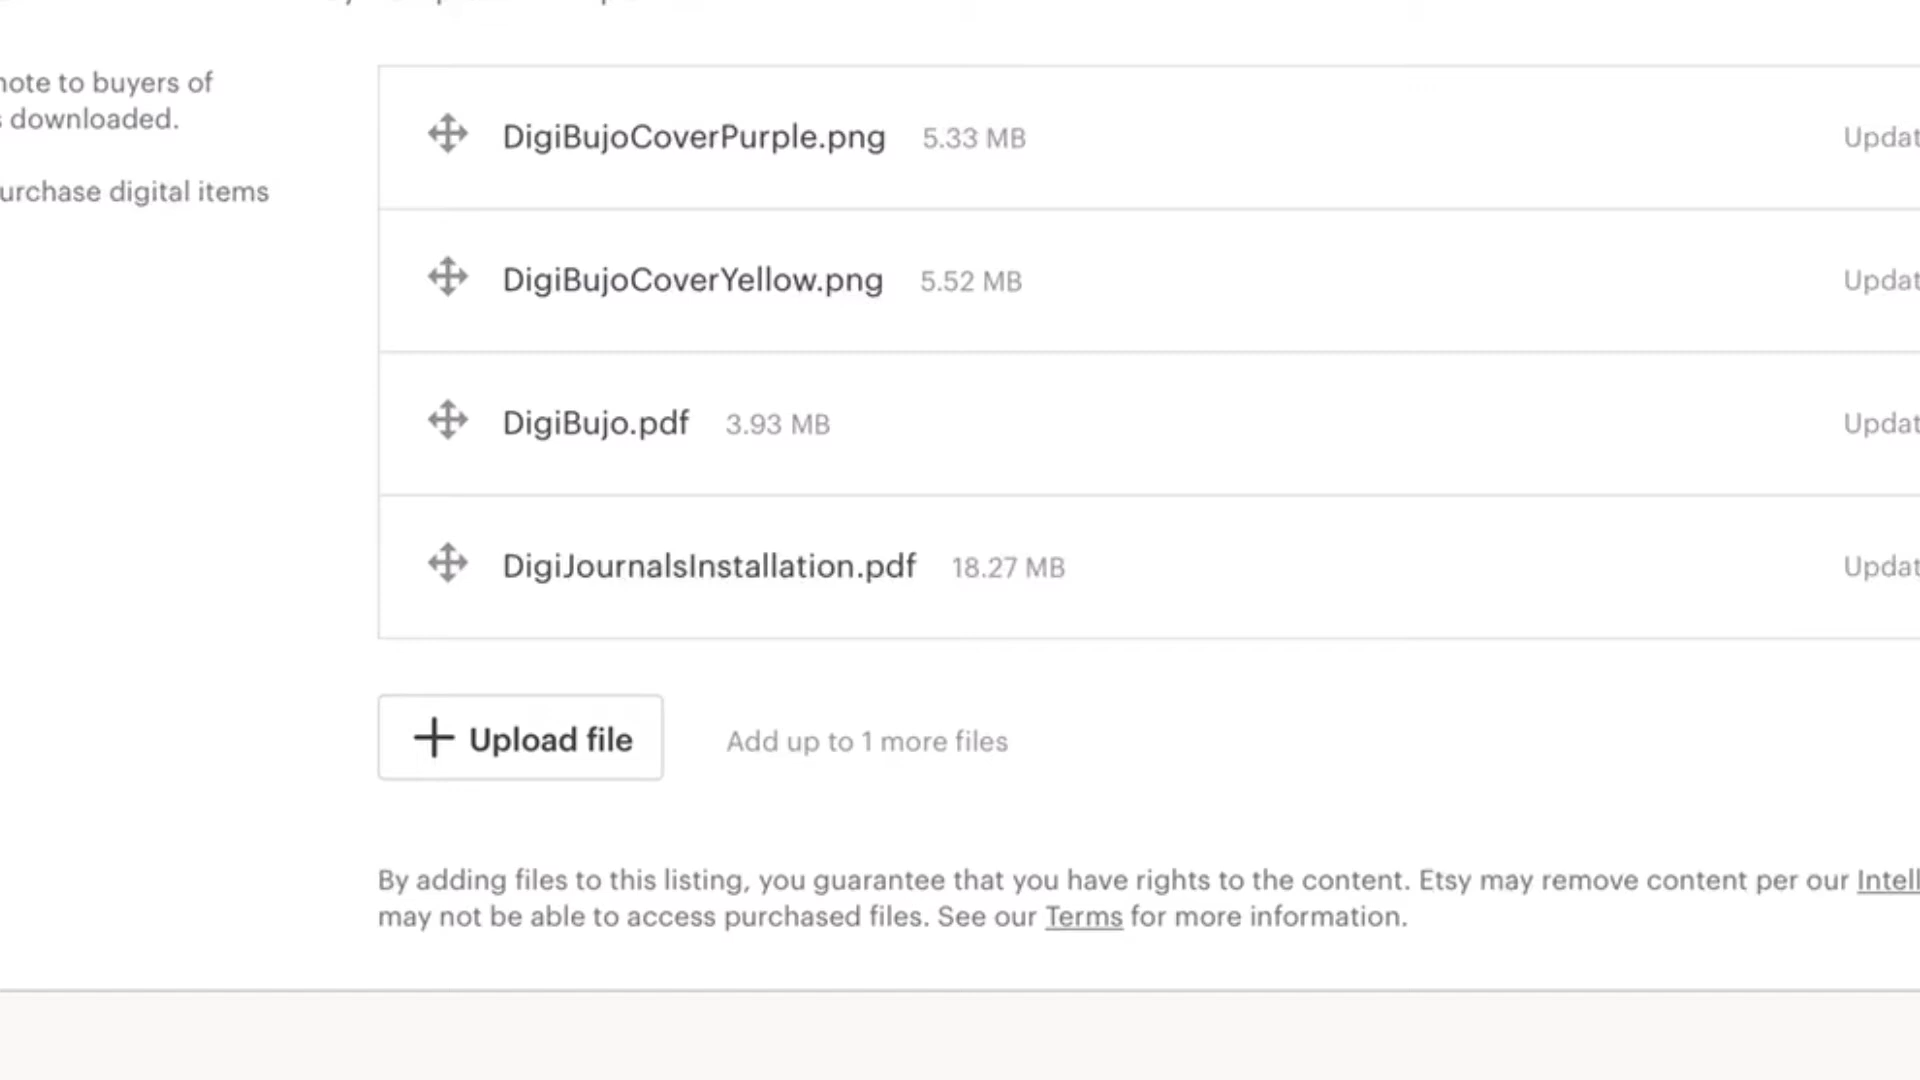 note to buyers of
downloaded.
urchase digital items
DigiBujoCoverPurple.png 5.33 MB Updat
DigiBujoCoverYellow.png 5.52 MB Updat
DigiBujo.pdf 3.93 MB Updat
DigiJournalsInstallation.pdf 18.27 MB Updat
Upload file Add up to 1 more files
By adding files to this listing, you guarantee that you have rights to the content. Etsy may remove content per our Intell
may not be able to access purchased files. See our Terms for more information.